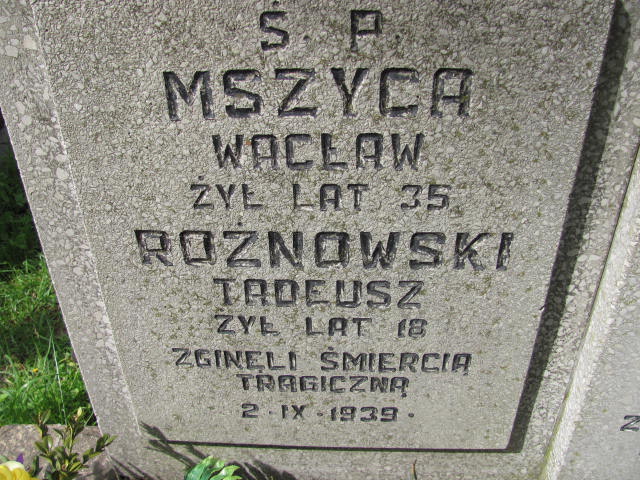 Ś. P.
MSZYCA
WACŁAW
ŻYŁ LAT 35
ROŻNOWSKI
TADEUSZ
ŻYŁ LAT 18
ZGINĘLI ŚMIERCIĄ
TRAGICZNĄ
2·IX·1939·